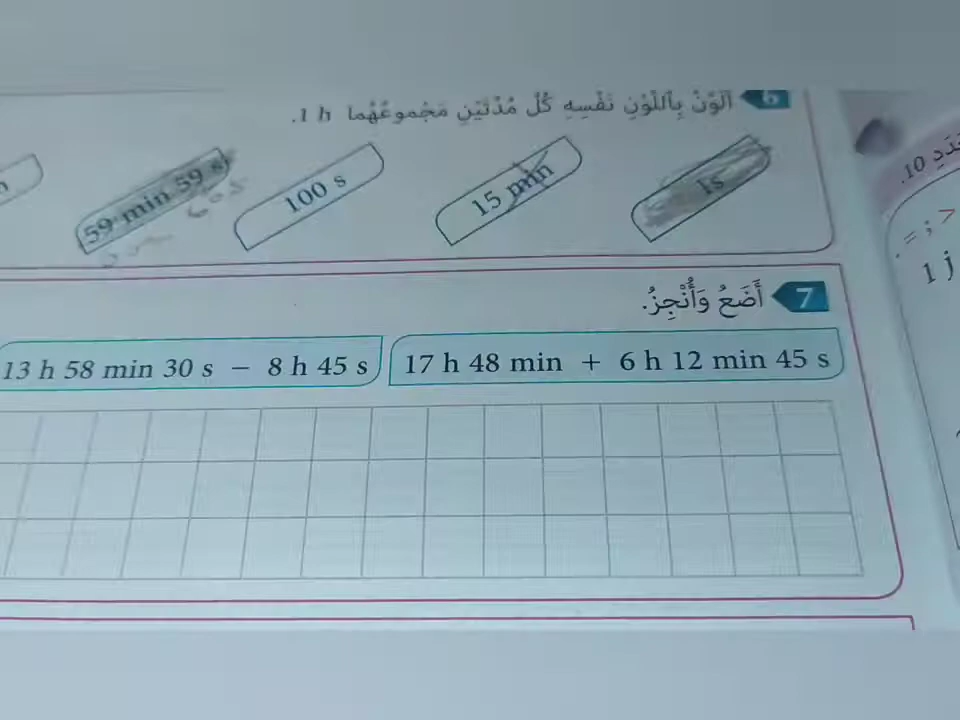 6 أُلَوِّنُ بِاللَّوْنِ نَفْسِهِ كُلَّ مُدَّتَيْنِ مَجْموعُهُما 1 h.
1s
15 min
100 s
59 min 59 s
7 أَضَعُ وَأُنْجِزُ.
17 h 48 min + 6 h 12 min 45 s
13 h 58 min 30 s − 8 h 45 s
10.
= ; >
1 j